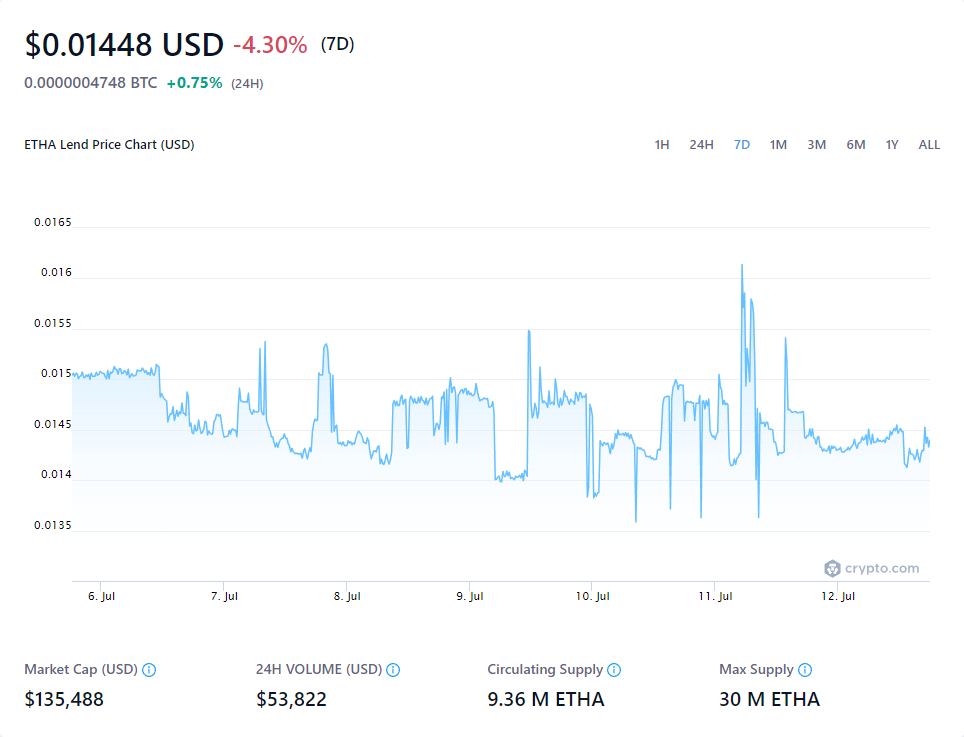 $0.01448 USD -4.30% (7D)
0.0000004748 BTC +0.75% (24H)
ETHA Lend Price Chart (USD) 1H 24H 7D 1M 3M 6M 1Y ALL
0.0165
0.016
0.0155
0.015
0.0145
0.014
0.0135
crypto.com
6. Jul 7. Jul 8. Jul 9. Jul 10. Jul 11. Jul 12. Jul
Market Cap (USD) 24H VOLUME (USD) Circulating Supply Max Supply
$135,488 $53,822 9.36 M ETHA 30 M ETHA